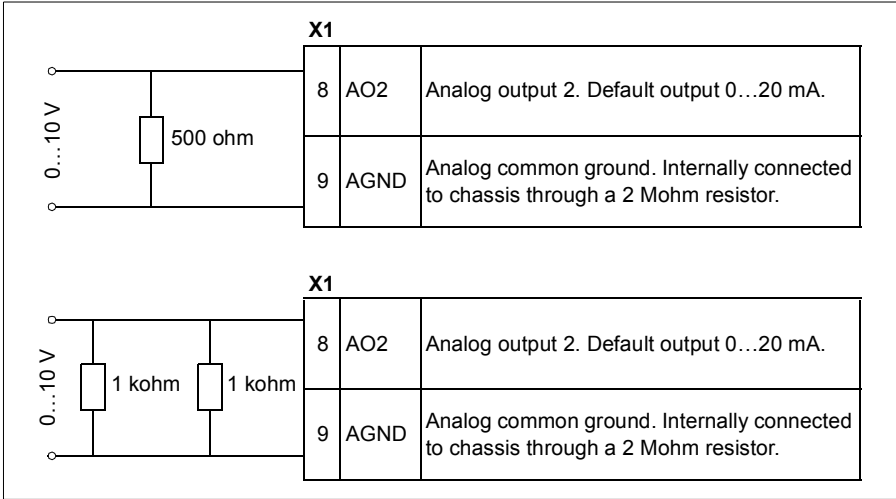 X1
0…10 V
500 ohm
8 AO2 Analog output 2. Default output 0…20 mA.
9 AGND Analog common ground. Internally connected
to chassis through a 2 Mohm resistor.
X1
0…10 V
1 kohm
1 kohm
8 AO2 Analog output 2. Default output 0…20 mA.
9 AGND Analog common ground. Internally connected
to chassis through a 2 Mohm resistor.